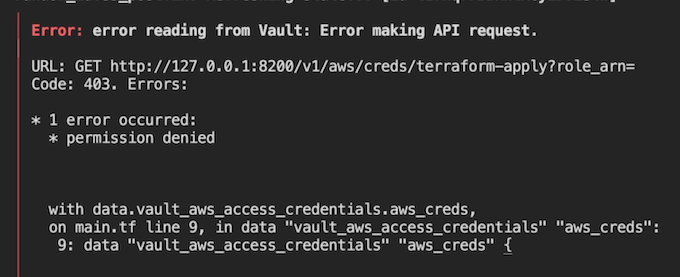 Error: error reading from Vault: Error making API request.
URL: GET http://127.0.0.1:8200/v1/aws/creds/terraform-apply?role_arn=
Code: 403. Errors:
* 1 error occurred:
* permission denied
with data.vault_aws_access_credentials.aws_creds,
on main.tf line 9, in data "vault_aws_access_credentials" "aws_creds":
9: data "vault_aws_access_credentials" "aws_creds" {